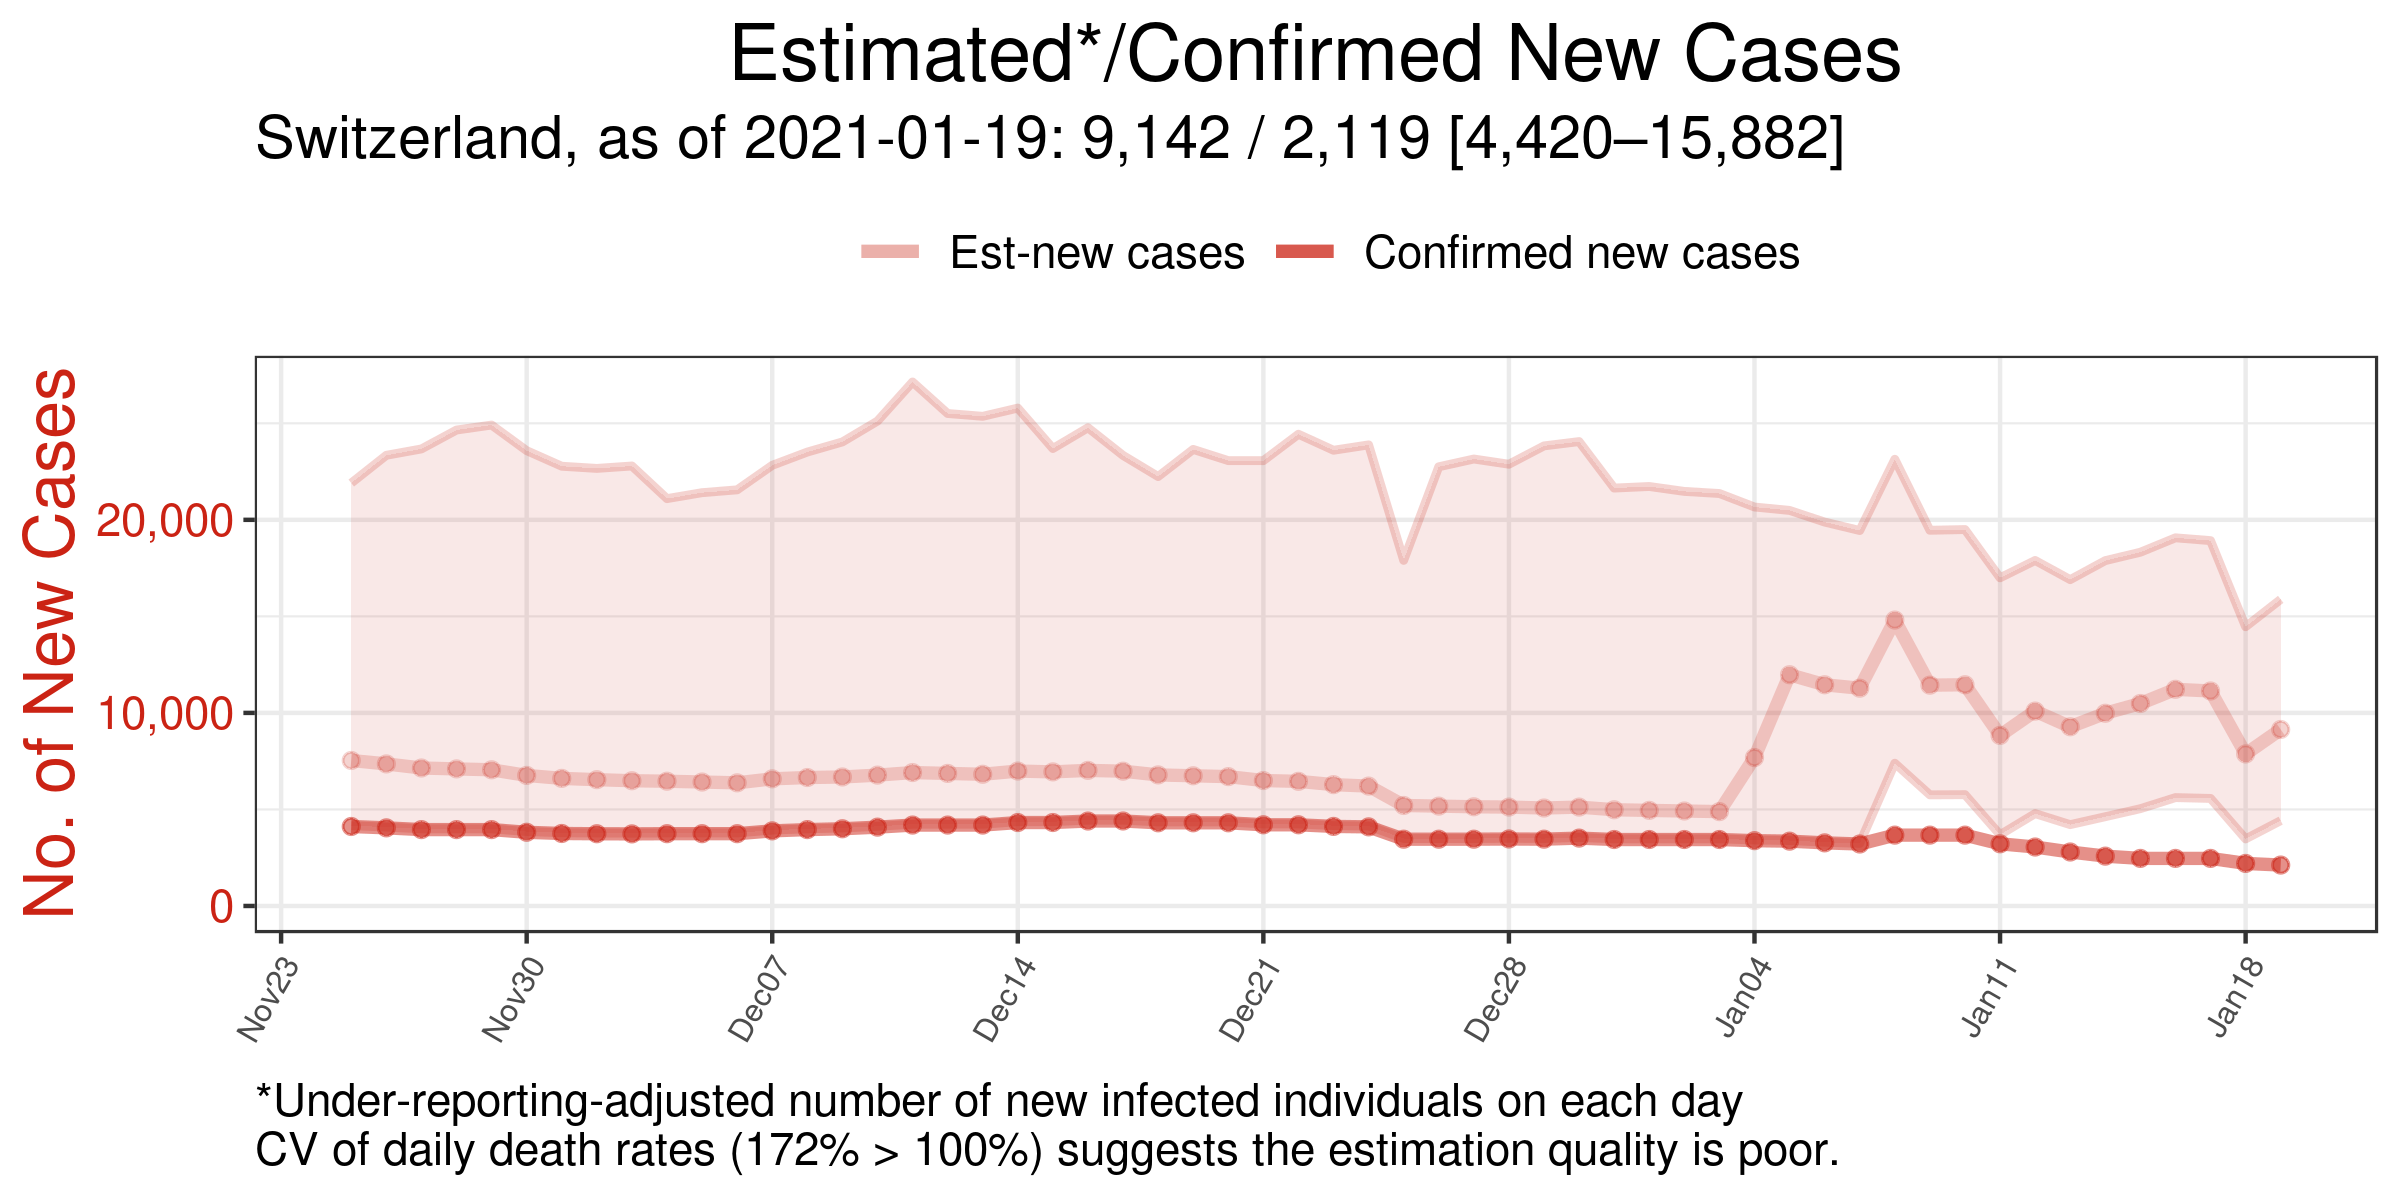 Estimated*/Confirmed New Cases
Switzerland, as of 2021-01-19: 9,142 / 2,119 [4,420–15,882]
Est-new cases
Confirmed new cases
No. of New Cases
20,000
10,000
0
Nov23
Nov30
Dec07
Dec14
Dec21
Dec28
Jan04
Jan11
Jan18
*Under-reporting-adjusted number of new infected individuals on each day
CV of daily death rates (172% > 100%) suggests the estimation quality is poor.